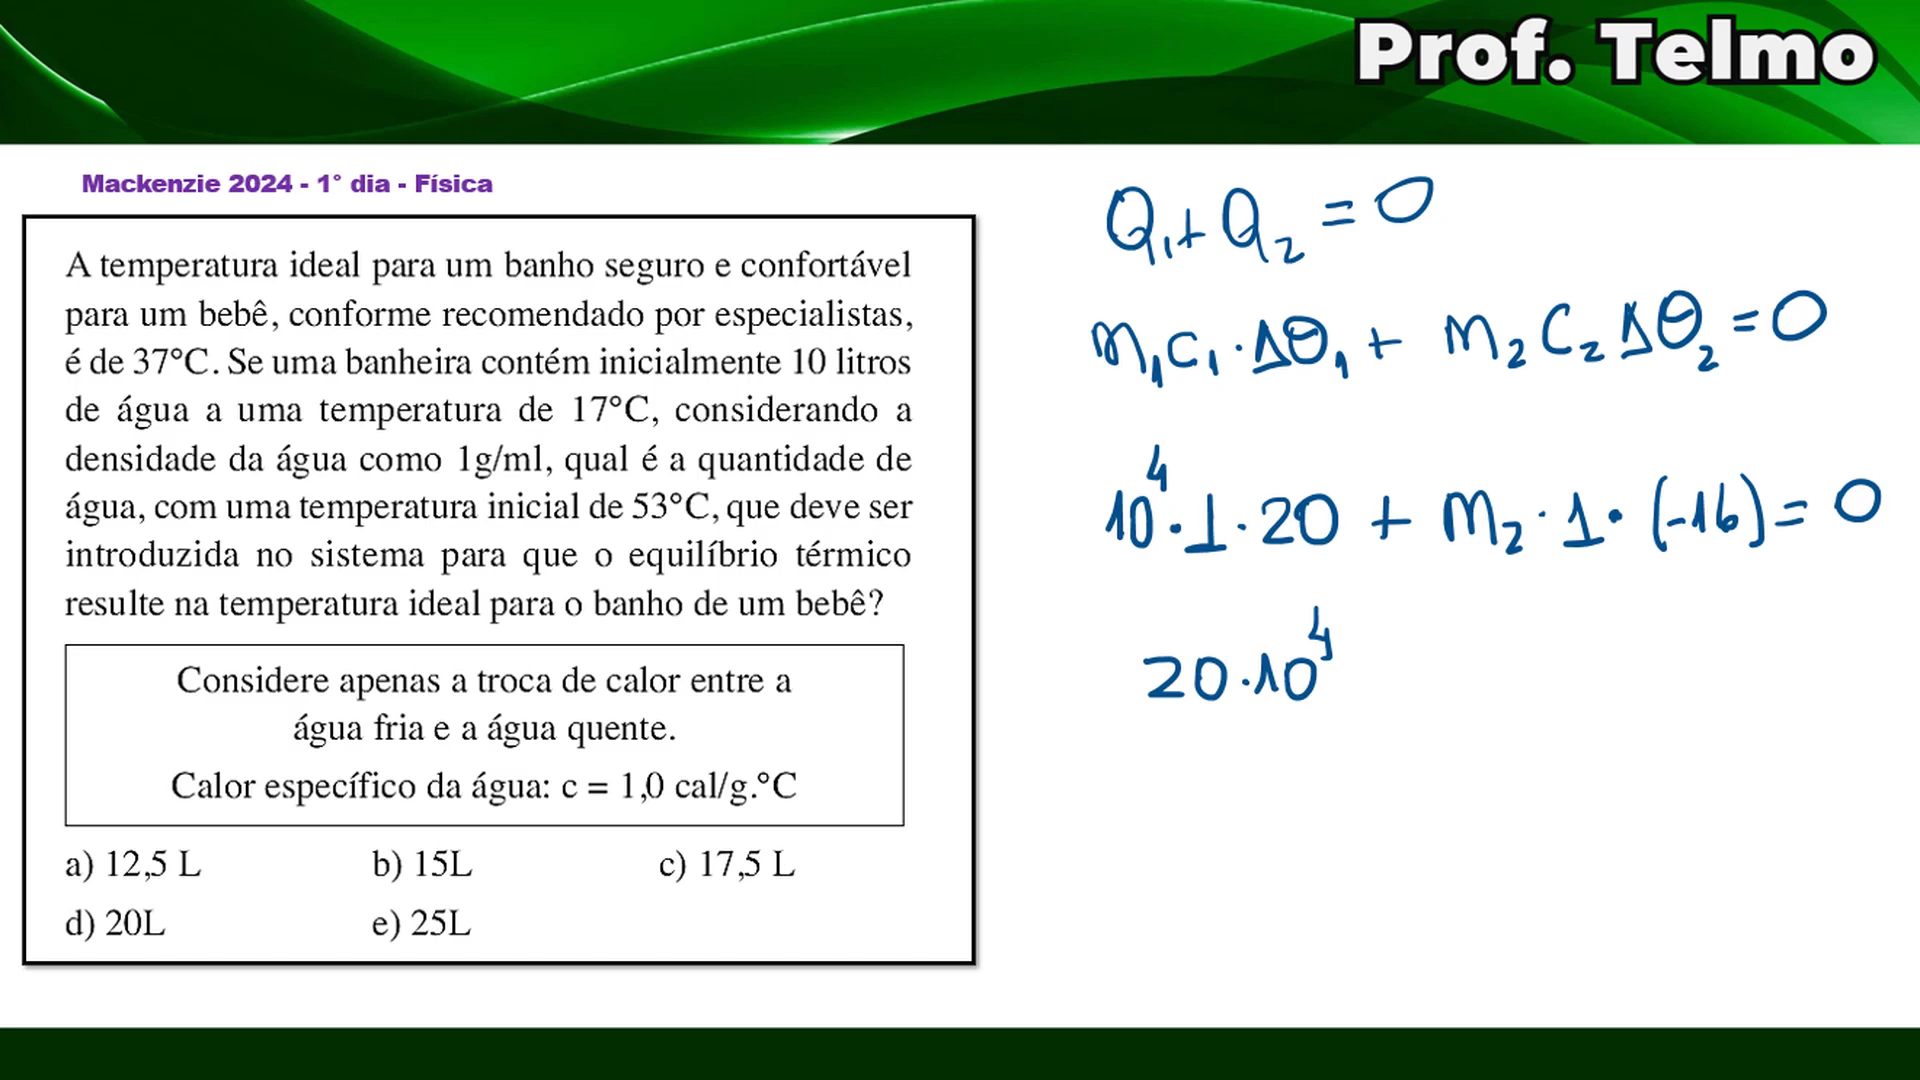 Prof. Telmo
Mackenzie 2024 - 1° dia - Física
A temperatura ideal para um banho seguro e confortável
para um bebê, conforme recomendado por especialistas,
é de 37°C. Se uma banheira contém inicialmente 10 litros
de água a uma temperatura de 17°C, considerando a
densidade da água como 1g/ml, qual é a quantidade de
água, com uma temperatura inicial de 53°C, que deve ser
introduzida no sistema para que o equilíbrio térmico
resulte na temperatura ideal para o banho de um bebê?
Considere apenas a troca de calor entre a
água fria e a água quente.
Calor específico da água: c = 1,0 cal/g.°C
a) 12,5 L b) 15L c) 17,5 L
d) 20L e) 25L
Q₁+Q₂ = 0
m₁c₁·Δθ₁ + m₂c₂Δθ₂ = 0
10⁴·1·20 + m₂·1·(-16) = 0
20·10⁴